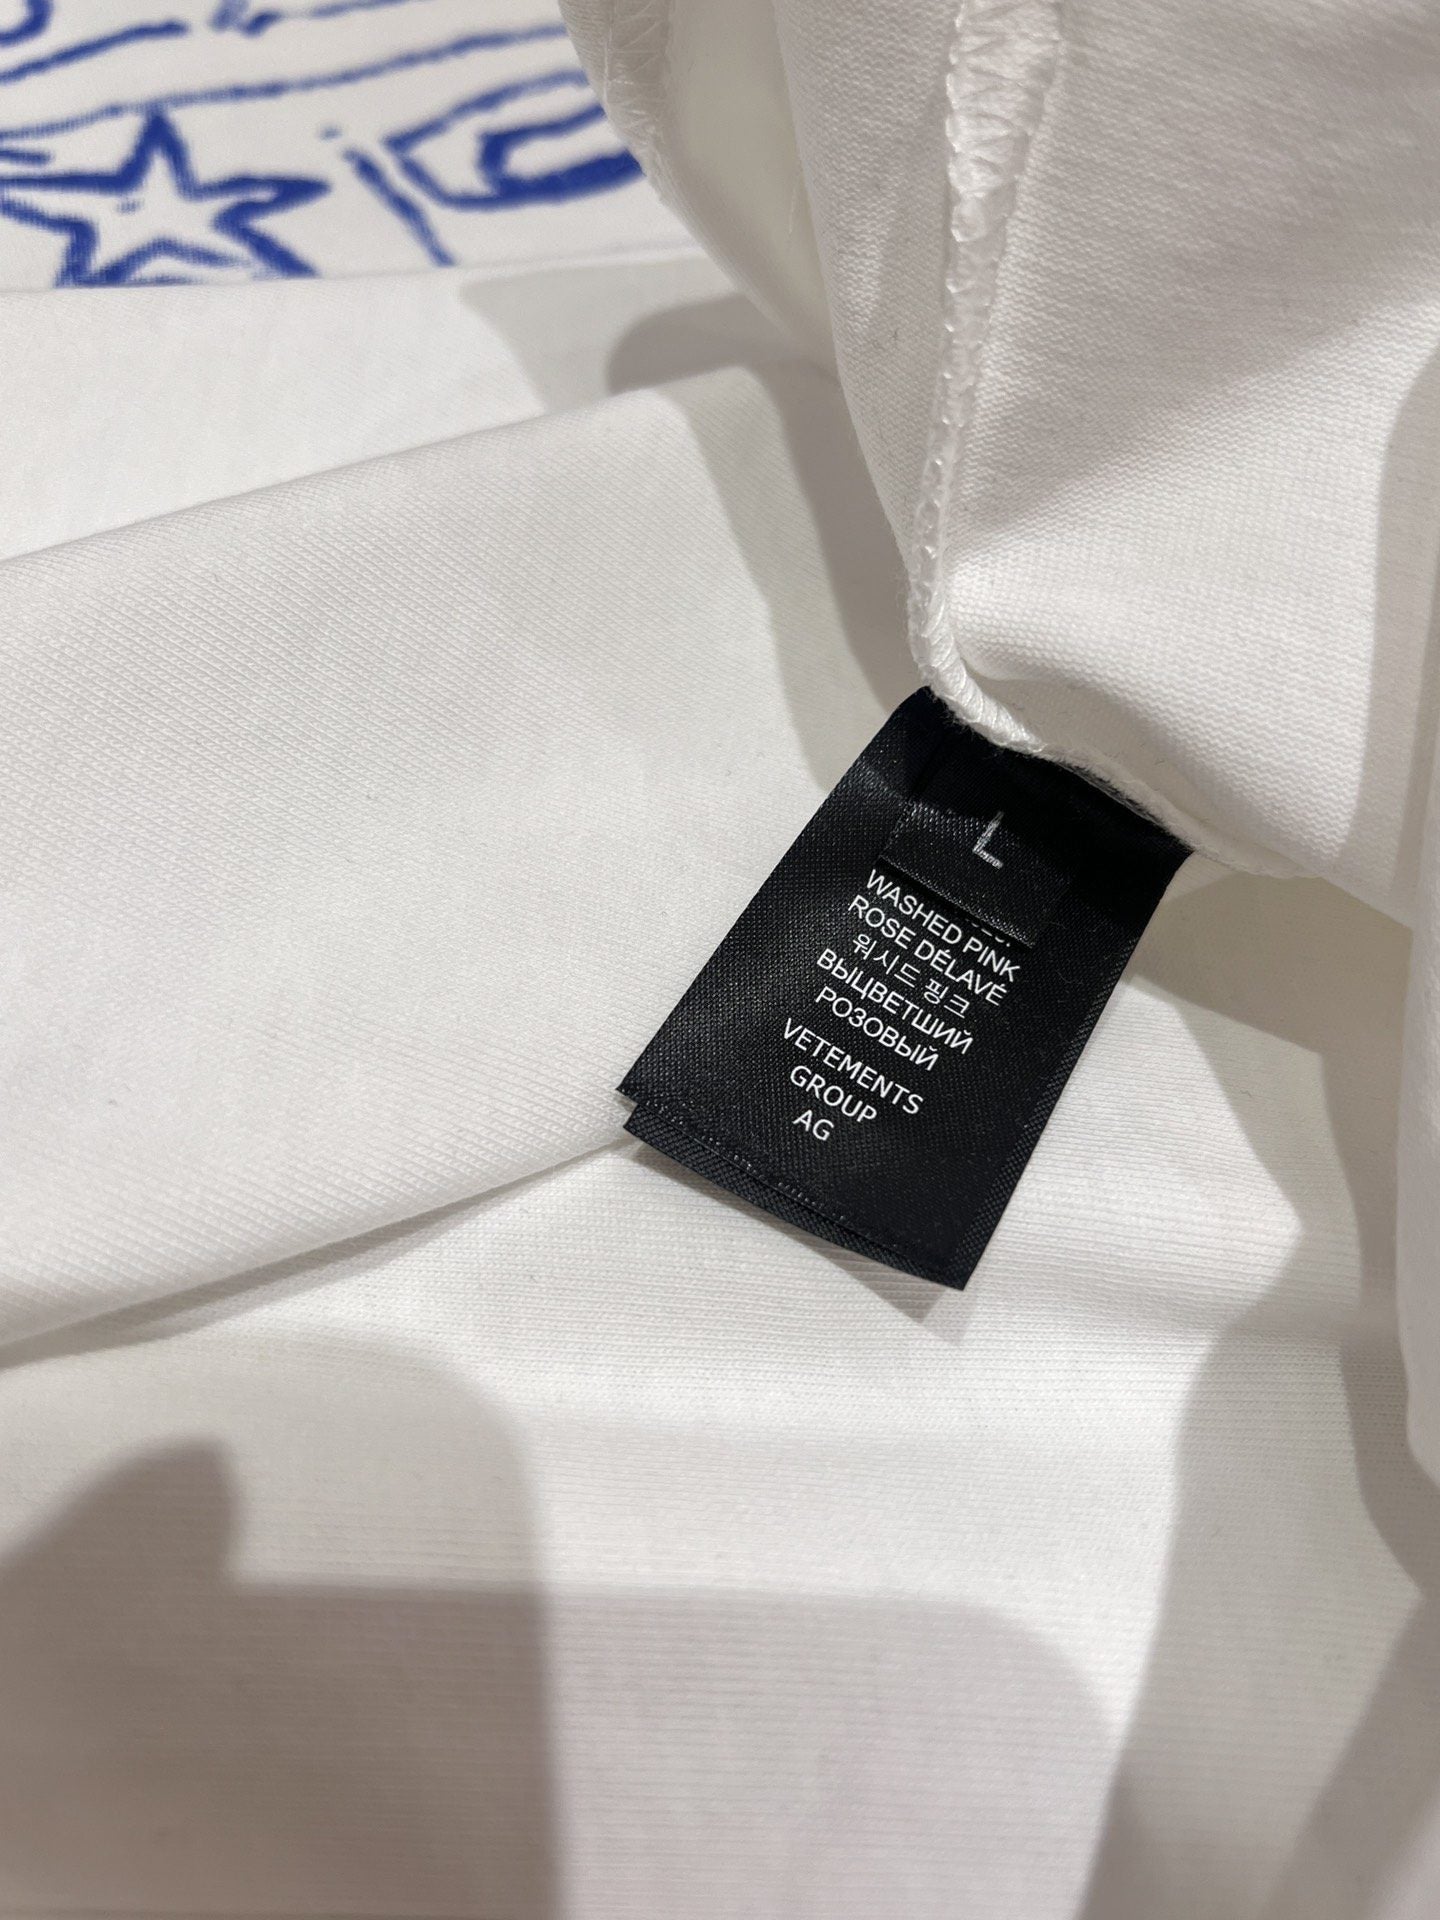 L
WASHED PINK
ROSE DÉLAVÉ
워시드 핑크
ВЫЦВЕТШИЙ
РОЗОВЫЙ
VETEMENTS
GROUP
AG